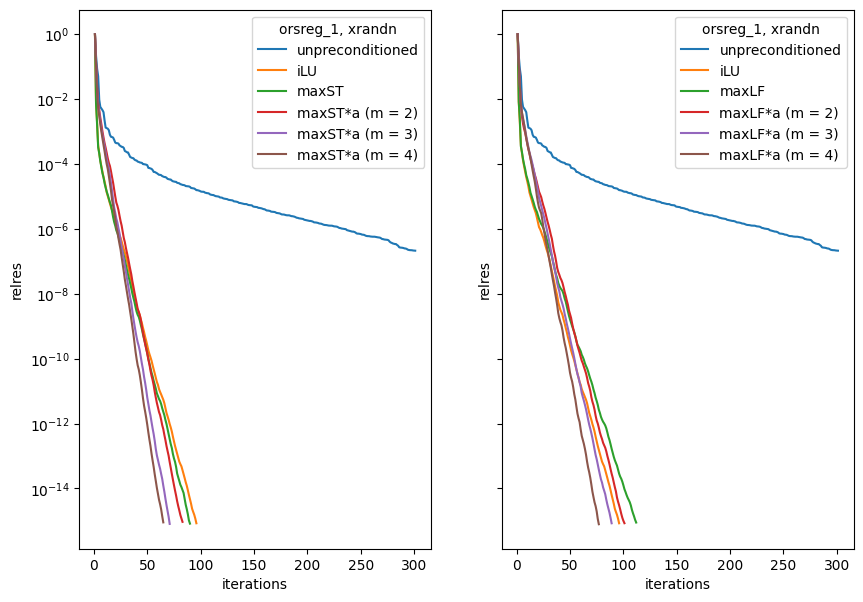 orsreg_1, xrandn
unpreconditioned
iLU
maxST
maxST*a (m = 2)
maxST*a (m = 3)
maxST*a (m = 4)
10⁰
10⁻²
10⁻⁴
10⁻⁶
10⁻⁸
10⁻¹⁰
10⁻¹²
10⁻¹⁴
relres
0 50 100 150 200 250 300
iterations
orsreg_1, xrandn
unpreconditioned
iLU
maxLF
maxLF*a (m = 2)
maxLF*a (m = 3)
maxLF*a (m = 4)
relres
0 50 100 150 200 250 300
iterations